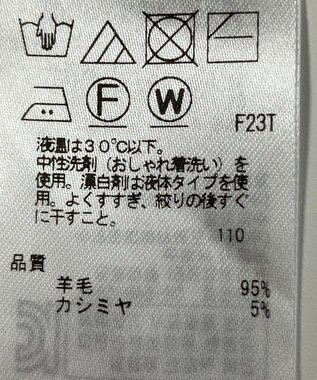 F W
F23T
液温は30℃以下。
中性洗剤（おしゃれ着洗い）を
使用。漂白剤は液体タイプを使
用。よくすすぎ、絞りの後すぐ
に干すこと。
110
品質
羊毛 95%
カシミヤ 5%